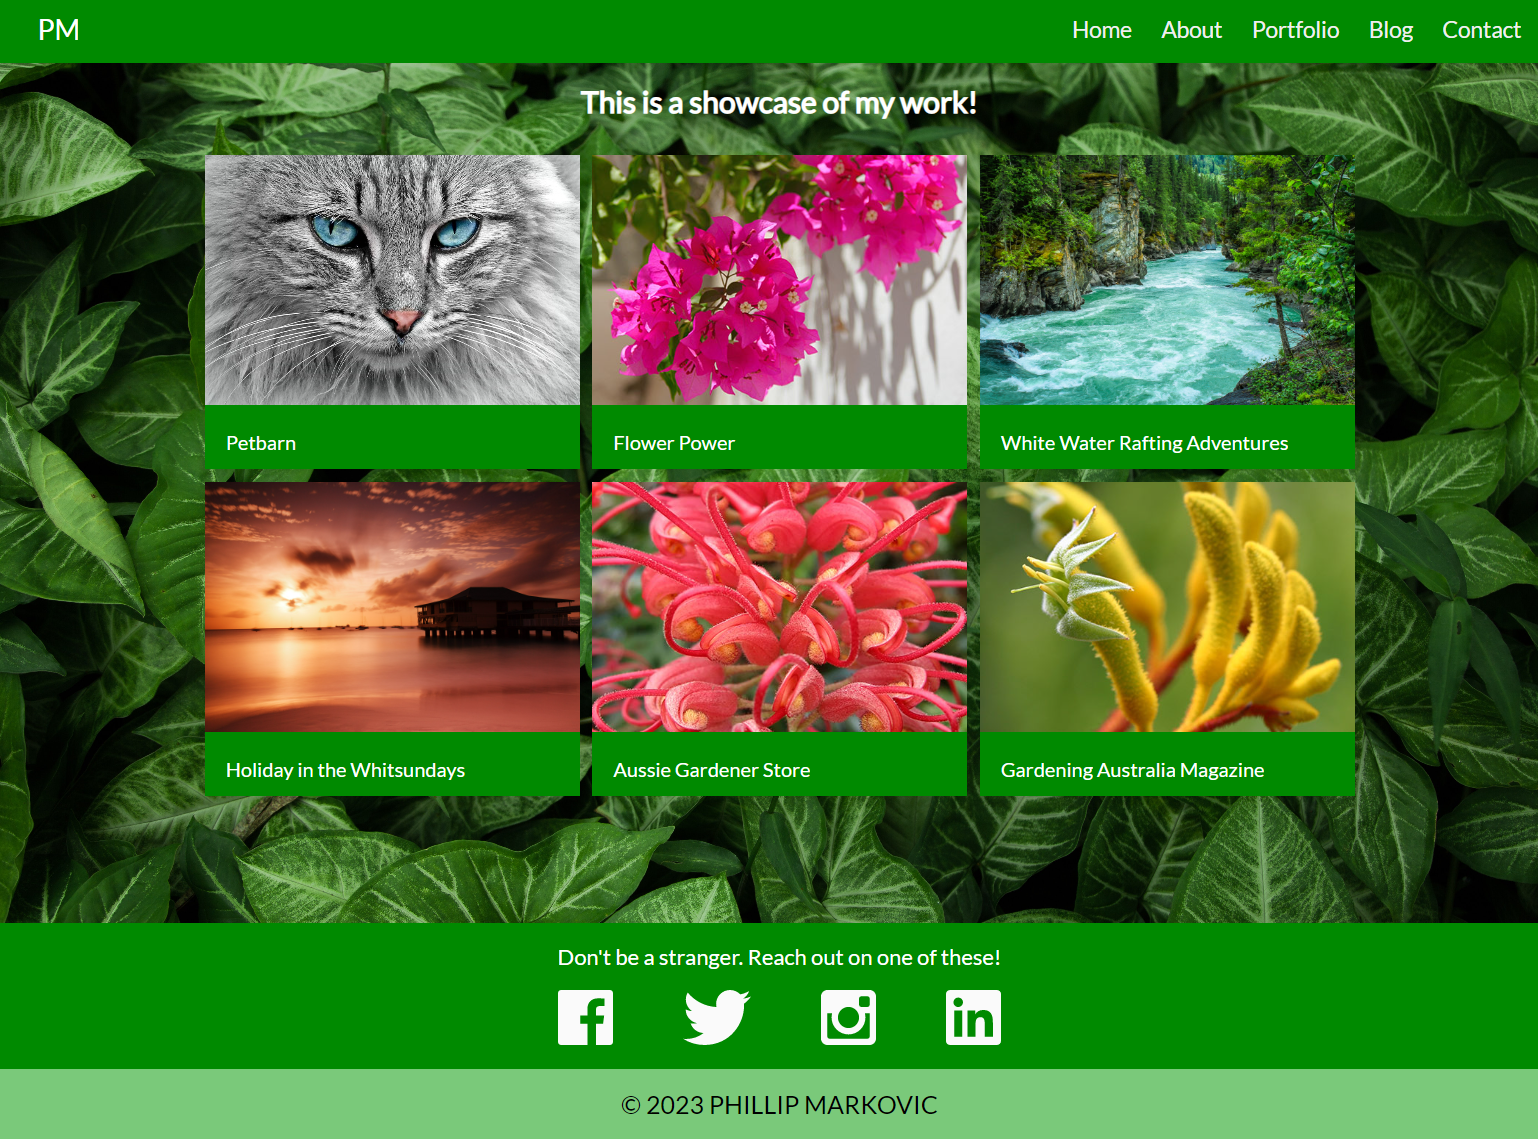 PM
Home About Portfolio Blog Contact
This is a showcase of my work!
Petbarn
Flower Power
White Water Rafting Adventures
Holiday in the Whitsundays
Aussie Gardener Store
Gardening Australia Magazine
Don't be a stranger. Reach out on one of these!
© 2023 PHILLIP MARKOVIC